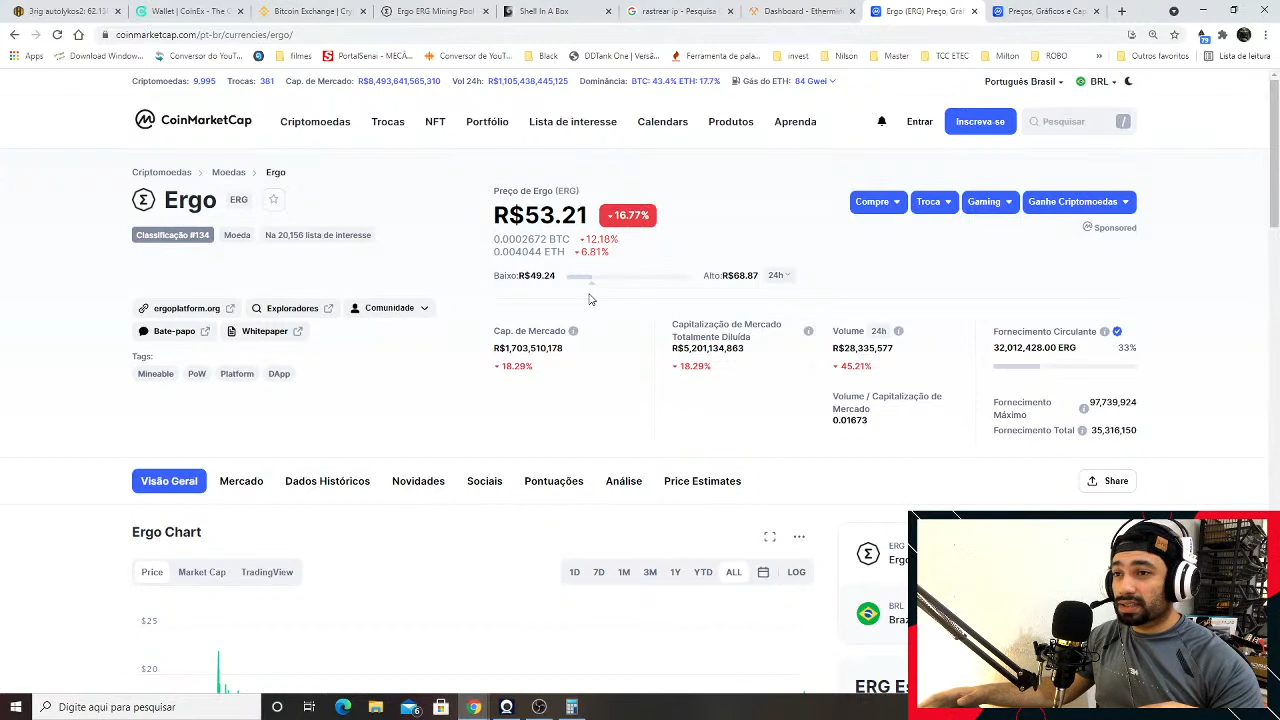 3ria autolykos2: 62.13
Wallet | CoinEx - The C
Bitcoin Exchange | Cry
Ergo ERG Mining Pool
Shell In A Box
rastrear ip - Pesquisa
Dashboard - Ethermin
Ergo (ERG) Preço, Grá
Preços, Gráficos e Cap
coinmarketcap.com/pt-br/currencies/ergo/
79
Apps
Download Window...
Conversor do YouT...
filmes
PortalSenai - MECÂ...
Conversor de YouT...
Black
DDTank | Olo - Versã...
Ferramenta de pala...
invest
Nilson
Master
TCC ETEC
Milton
ROBO
»
Outros favoritos
Lista de leitura
Criptomoedas: 9.995 Trocas: 381 Cap. de Mercado: R$8,493,641,565,310 Vol 24h: R$1,105,438,445,125 Dominância: BTC: 43.4% ETH: 17.7% Gás do ETH: 84 Gwei
Português Brasil
BRL
CoinMarketCap
Criptomoedas Trocas NFT Portfólio Lista de interesse Calendars Produtos Aprenda
Entrar
Inscreva-se
Pesquisar /
Criptomoedas > Moedas > Ergo
Ergo ERG
Classificação #134 Moeda Na 20,156 lista de interesse
ergoplatform.org Exploradores Comunidade
Bate-papo Whitepaper
Tags:
Mineable PoW Platform DApp
Preço de Ergo (ERG)
R$53.21 16.77%
0.0002672 BTC 12.18%
0.004044 ETH 6.81%
Baixo:R$49.24 Alto:R$68.87 24h
Compre Troca Gaming Ganhe Criptomoedas
Sponsored
Cap. de Mercado
R$1,703,510,178
18.29%
Capitalização de Mercado
Totalmente Diluída
R$5,201,134,863
18.29%
Volume 24h
R$28,335,577
45.21%
Volume / Capitalização de
Mercado
0.01673
Fornecimento Circulante
32,012,428.00 ERG 33%
Fornecimento
Máximo
97,739,924
Fornecimento Total 35,316,150
Visão Geral Mercado Dados Históricos Novidades Sociais Pontuações Análise Price Estimates
Share
Ergo Chart
Price Market Cap TradingView
1D 7D 1M 3M 1Y YTD ALL LOG
$25
$20
ERG
Ergo
BRL
Braz
ERG Es
Digite aqui para pesquisar
6